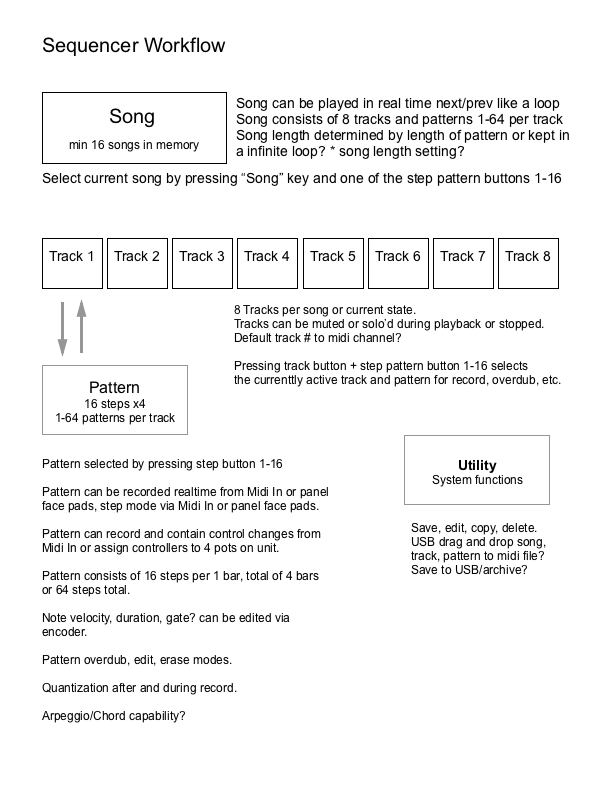 Sequencer Workflow
Song
min 16 songs in memory
Song can be played in real time next/prev like a loop
Song consists of 8 tracks and patterns 1-64 per track
Song length determined by length of pattern or kept in
a infinite loop? * song length setting?
Select current song by pressing “Song” key and one of the step pattern buttons 1-16
Track 1 Track 2 Track 3 Track 4 Track 5 Track 6 Track 7 Track 8
8 Tracks per song or current state.
Tracks can be muted or solo’d during playback or stopped.
Default track # to midi channel?
Pressing track button + step pattern button 1-16 selects
the currenttly active track and pattern for record, overdub, etc.
Pattern
16 steps x4
1-64 patterns per track
Utility
System functions
Pattern selected by pressing step button 1-16
Pattern can be recorded realtime from Midi In or panel
face pads, step mode via Midi In or panel face pads.
Pattern can record and contain control changes from
Midi In or assign controllers to 4 pots on unit.
Pattern consists of 16 steps per 1 bar, total of 4 bars
or 64 steps total.
Note velocity, duration, gate? can be edited via
encoder.
Pattern overdub, edit, erase modes.
Quantization after and during record.
Arpeggio/Chord capability?
Save, edit, copy, delete.
USB drag and drop song,
track, pattern to midi file?
Save to USB/archive?